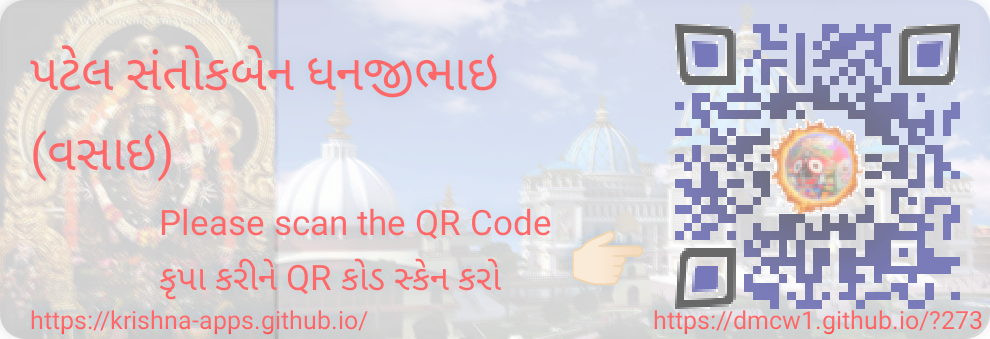 પટેલ સંતોકબેન ધનજીભાઇ
(વસાઇ)
Please scan the QR Code
કૃપા કરીને QR કોડ સ્કેન કરો
https://krishna-apps.github.io/
https://dmcw1.github.io/?273